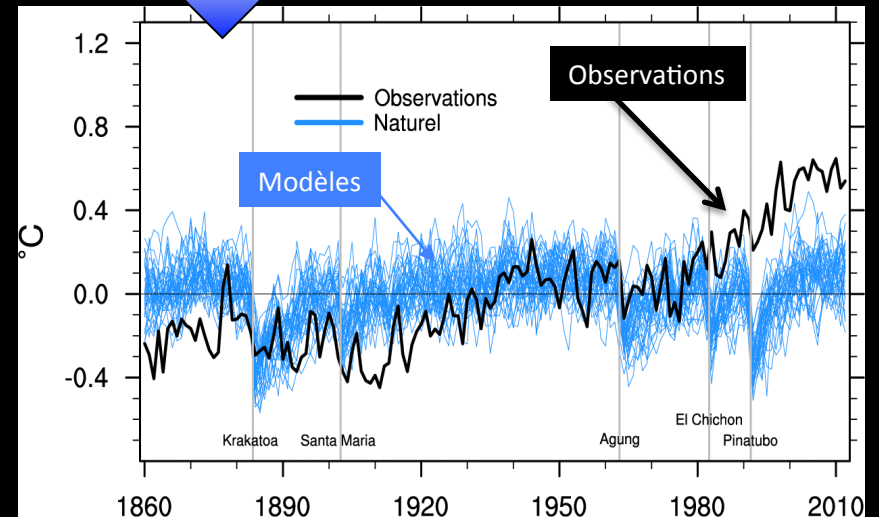 1.2
0.8
0.4
0.0
-0.4
°C
Observations
Naturel
Observations
Modèles
Krakatoa
Santa Maria
Agung
El Chichon
Pinatubo
1860
1890
1920
1950
1980
2010